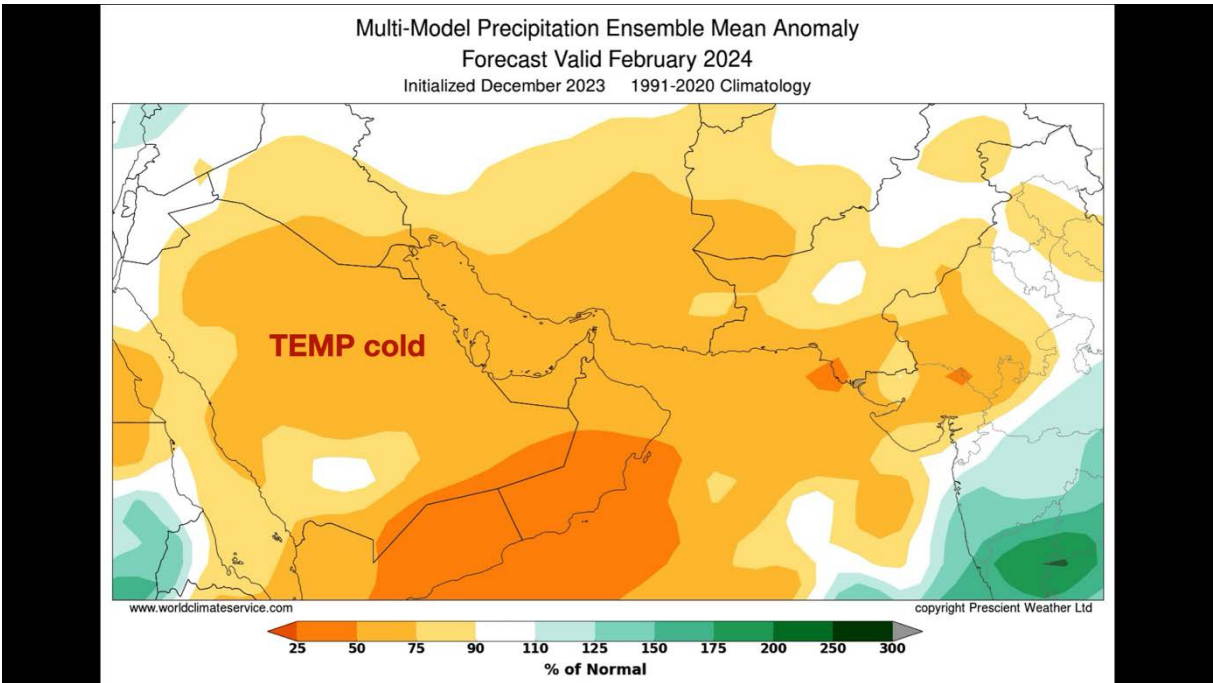 Multi-Model Precipitation Ensemble Mean Anomaly
Forecast Valid February 2024
Initialized December 2023 1991-2020 Climatology
TEMP cold
www.worldclimateservice.com
copyright Prescient Weather Ltd
25 50 75 90 110 125 150 175 200 250 300
% of Normal